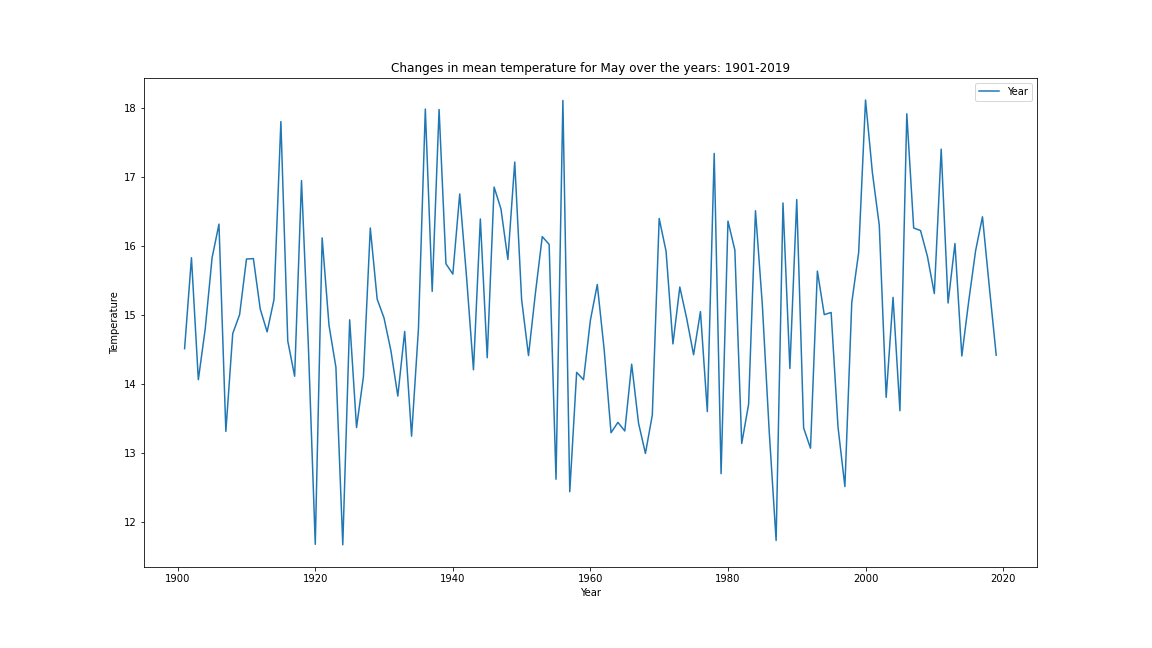 Changes in mean temperature for May over the years: 1901-2019
Year
18
17
16
15
14
13
12
Temperature
1900 1920 1940 1960 1980 2000 2020
Year